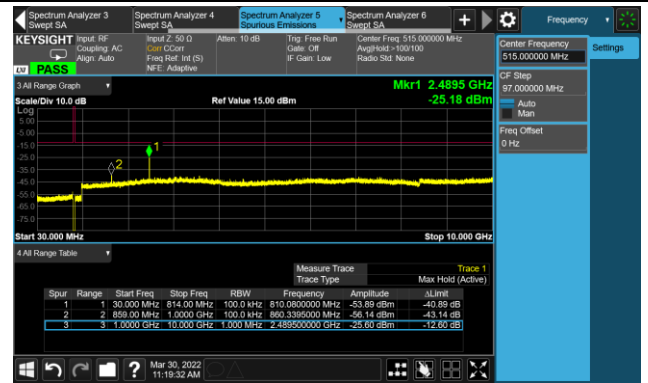 Spectrum Analyzer 3
Swept SA
Spectrum Analyzer 4
Swept SA
Spectrum Analyzer 5
Spurious Emissions
Spectrum Analyzer 6
Swept SA
+
Frequency
KEYSIGHT
Input: RF
Coupling: AC
Align: Auto
Input Z: 50 Ω
Corr CCorr
Freq Ref: Int (S)
NFE: Adaptive
Atten: 10 dB
Trig: Free Run
Gate: Off
IF Gain: Low
Center Freq: 515.000000 MHz
Avg|Hold:>100/100
Radio Std: None
LXI PASS
Center Frequency
515.000000 MHz
Settings
CF Step
97.000000 MHz
Auto
Man
Freq Offset
0 Hz
3 All Range Graph
Mkr1 2.4895 GHz
Scale/Div 10.0 dB
Ref Value 15.00 dBm
-25.18 dBm
Log
5.00
-5.00
-15.0
-25.0
-35.0
-45.0
-55.0
-65.0
-75.0
1
2
Start 30.000 MHz
Stop 10.000 GHz
4 All Range Table
Measure Trace Trace 1
Trace Type Max Hold (Active)
Spur Range Start Freq Stop Freq RBW Frequency Amplitude ΔLimit
1 1 30.000 MHz 814.00 MHz 100.0 kHz 810.0800000 MHz -53.89 dBm -40.89 dB
2 2 859.00 MHz 1.0000 GHz 100.0 kHz 860.3395000 MHz -56.14 dBm -43.14 dB
3 3 1.0000 GHz 10.000 GHz 1.000 MHz 2.489500000 GHz -25.60 dBm -12.60 dB
?
Mar 30, 2022
11:19:32 AM